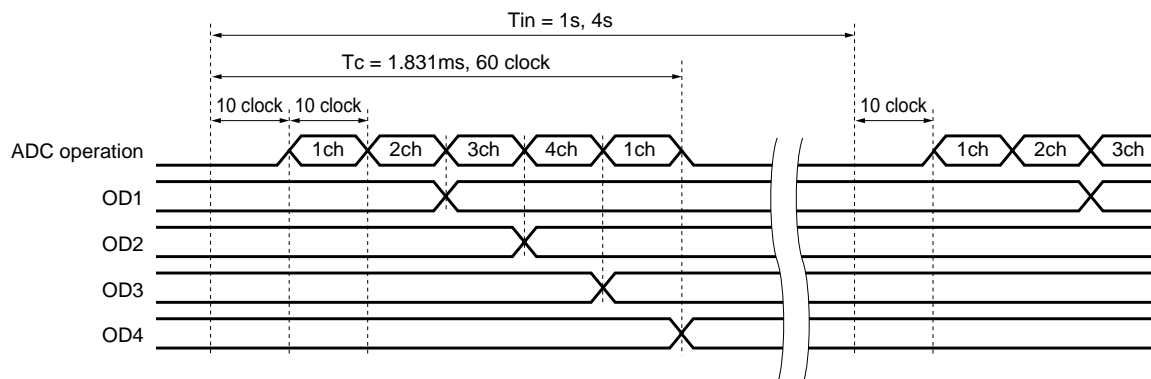 Tin = 1s, 4s
Tc = 1.831ms, 60 clock
10 clock 10 clock 10 clock
ADC operation 1ch 2ch 3ch 4ch 1ch 1ch 2ch 3ch
OD1
OD2
OD3
OD4